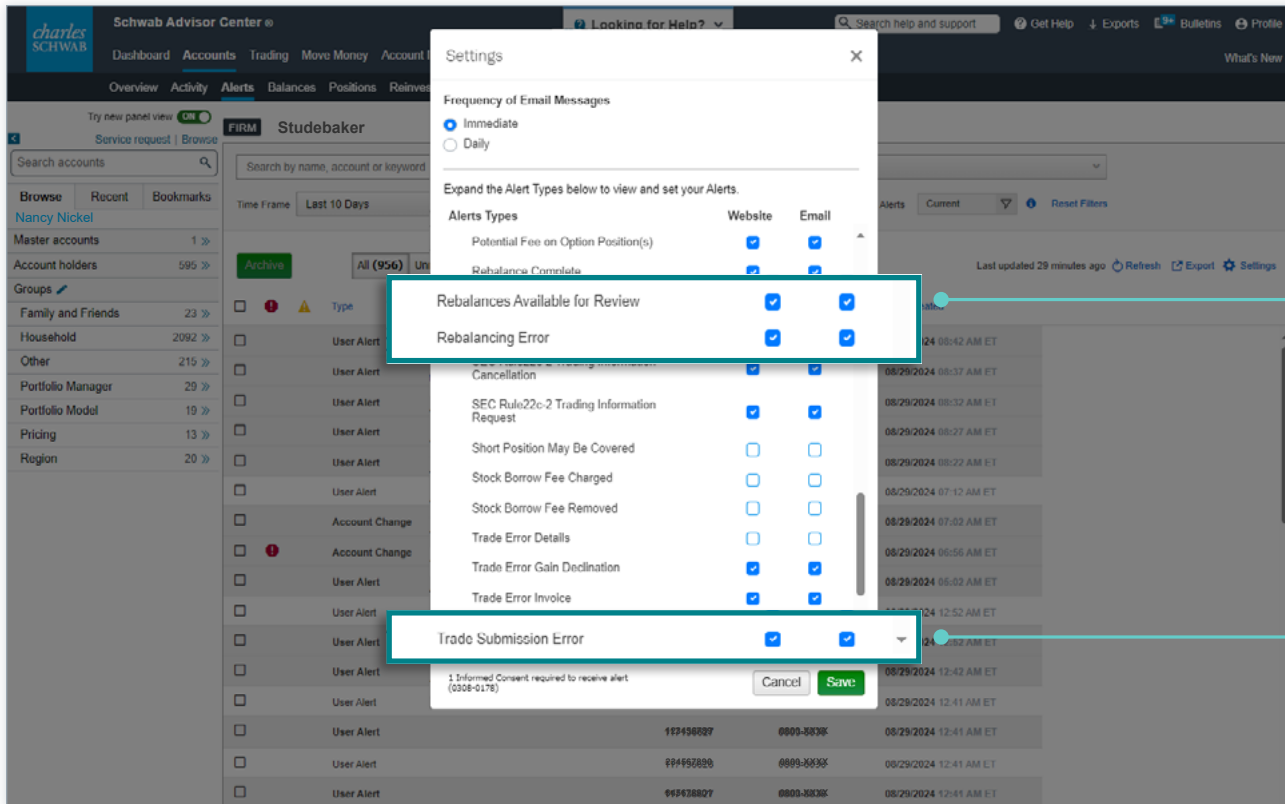 charles SCHWAB
Schwab Advisor Center ®
Looking for Help?
Search help and support
Get Help
Exports
9+ Bulletins
Profile
Dashboard Accounts Trading Move Money Account
What's New
Overview Activity Alerts Balances Positions
Try new panel view ON
Service request | Browse
Search accounts
Browse Recent Bookmarks
Nancy Nickel
Master accounts 1 »
Account holders 595 »
Groups
Family and Friends 23 »
Household 2092 »
Other 215 »
Portfolio Manager 29 »
Portfolio Model 19 »
Pricing 13 »
Region 20 »
FIRM Studebaker
Search by name, account or keyword
Time Frame Last 10 Days
Alerts Current Reset Filters
Archive All (956)
Last updated 29 minutes ago Refresh Export Settings
Type
Settings
Frequency of Email Messages
Immediate
Daily
Expand the Alert Types below to view and set your Alerts.
Alerts Types Website Email
Potential Fee on Option Position(s)
Rebalance Complete
Rebalances Available for Review
Rebalancing Error
SEC Rule22c-2 Trading Information
Cancellation
SEC Rule22c-2 Trading Information
Request
Short Position May Be Covered
Stock Borrow Fee Charged
Stock Borrow Fee Removed
Trade Error Details
Trade Error Gain Declination
Trade Error Invoice
Trade Submission Error
1 Informed Consent required to receive alert
(0308-0178)
Cancel Save
User Alert 24 08:42 AM ET
User Alert 08/29/2024 08:37 AM ET
User Alert 08/29/2024 08:32 AM ET
User Alert 08/29/2024 08:27 AM ET
User Alert 08/29/2024 08:22 AM ET
User Alert 08/29/2024 07:12 AM ET
Account Change 08/29/2024 07:02 AM ET
Account Change 08/29/2024 06:56 AM ET
User Alert 08/29/2024 05:02 AM ET
User Alert 12:52 AM ET
User Alert 24 12:52 AM ET
User Alert 08/29/2024 12:42 AM ET
User Alert 08/29/2024 12:41 AM ET
User Alert 08/29/2024 12:41 AM ET
User Alert 08/29/2024 12:41 AM ET
User Alert 08/29/2024 12:41 AM ET